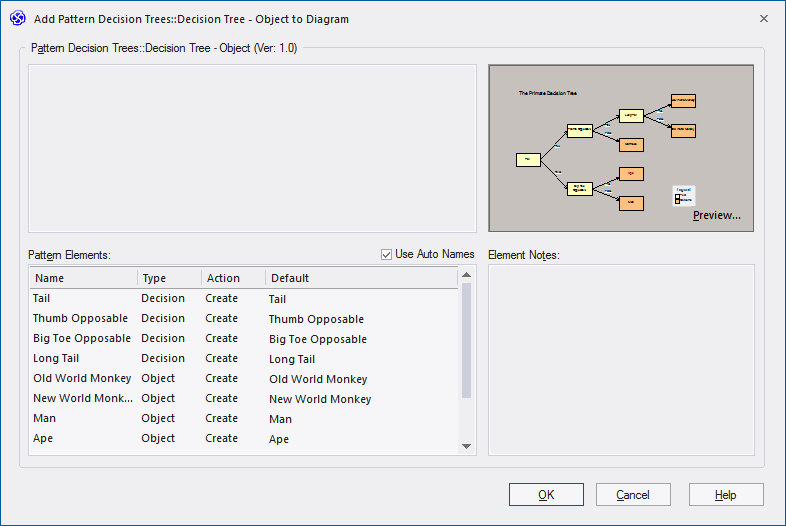 Add Pattern Decision Trees::Decision Tree - Object to Diagram
Pattern Decision Trees::Decision Tree - Object (Ver: 1.0)
The Primate Decision Tree
Preview...
Pattern Elements:
Use Auto Names
Element Notes:
Name Type Action Default
Tail Decision Create Tail
Thumb Opposable Decision Create Thumb Opposable
Big Toe Opposable Decision Create Big Toe Opposable
Long Tail Decision Create Long Tail
Old World Monkey Object Create Old World Monkey
New World Monk... Object Create New World Monkey
Man Object Create Man
Ape Object Create Ape
OK Cancel Help